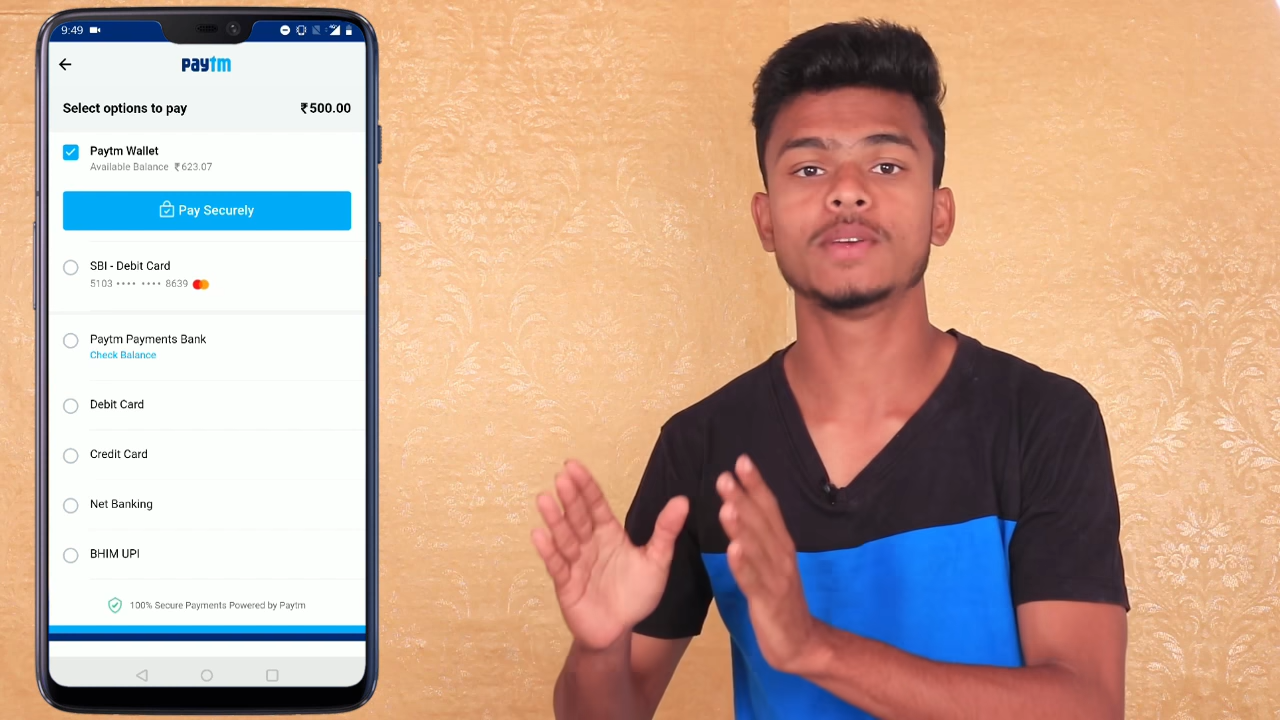 9:49
paytm
Select options to pay ₹500.00
Paytm Wallet
Available Balance ₹623.07
Pay Securely
SBI - Debit Card
5103 •••• •••• 8639
Paytm Payments Bank
Check Balance
Debit Card
Credit Card
Net Banking
BHIM UPI
100% Secure Payments Powered by Paytm